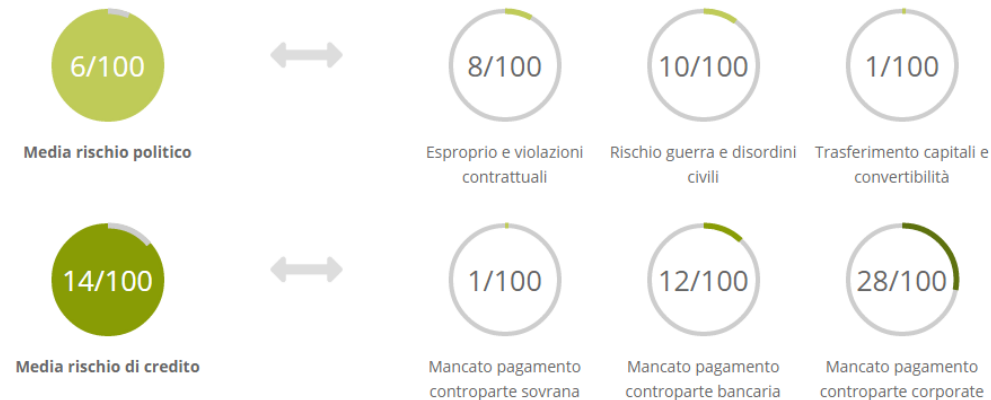 6/100
8/100
10/100
1/100
Media rischio politico
Esproprio e violazioni
contrattuali
Rischio guerra e disordini
civili
Trasferimento capitali e
convertibilità
14/100
1/100
12/100
28/100
Media rischio di credito
Mancato pagamento
controparte sovrana
Mancato pagamento
controparte bancaria
Mancato pagamento
controparte corporate